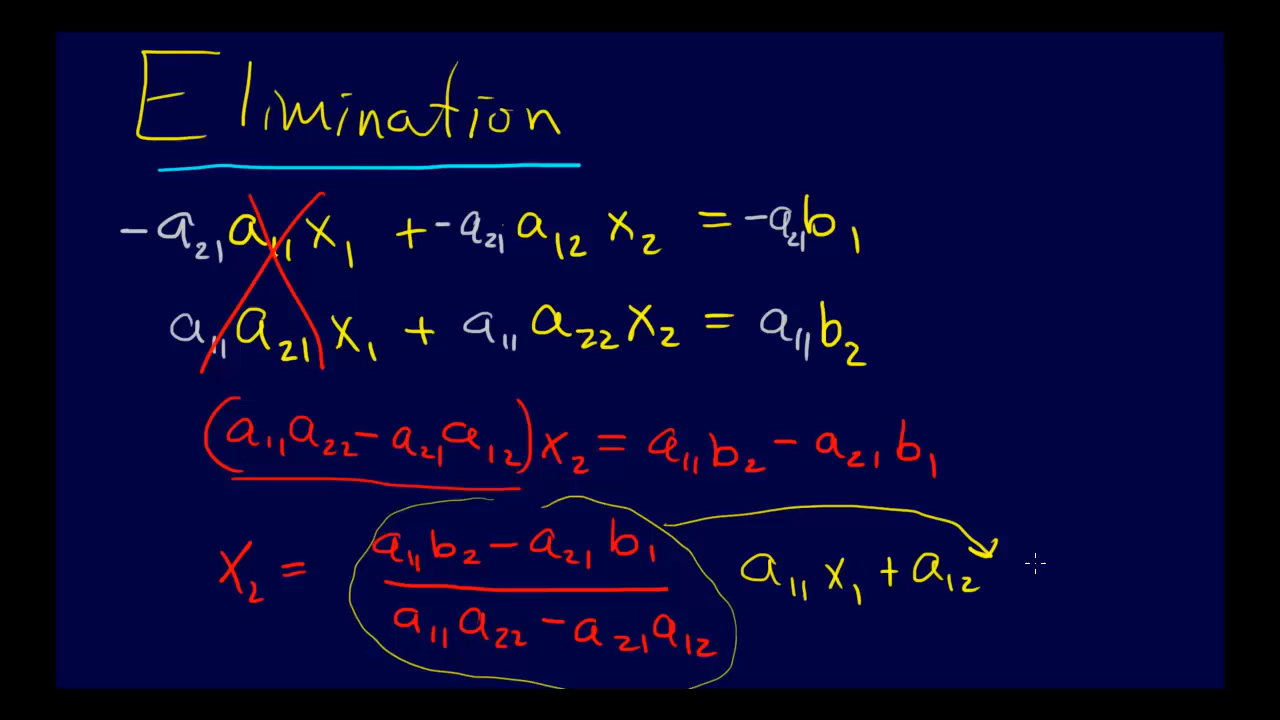 Elimination
-a₂₁a₁₁x₁ + -a₂₁a₁₂x₂ = -a₂₁b₁
a₁₁a₂₁x₁ + a₁₁a₂₂x₂ = a₁₁b₂
(a₁₁a₂₂ - a₂₁a₁₂)x₂ = a₁₁b₂ - a₂₁b₁
x₂ = (a₁₁b₂ - a₂₁b₁)/(a₁₁a₂₂ - a₂₁a₁₂)
a₁₁x₁ + a₁₂